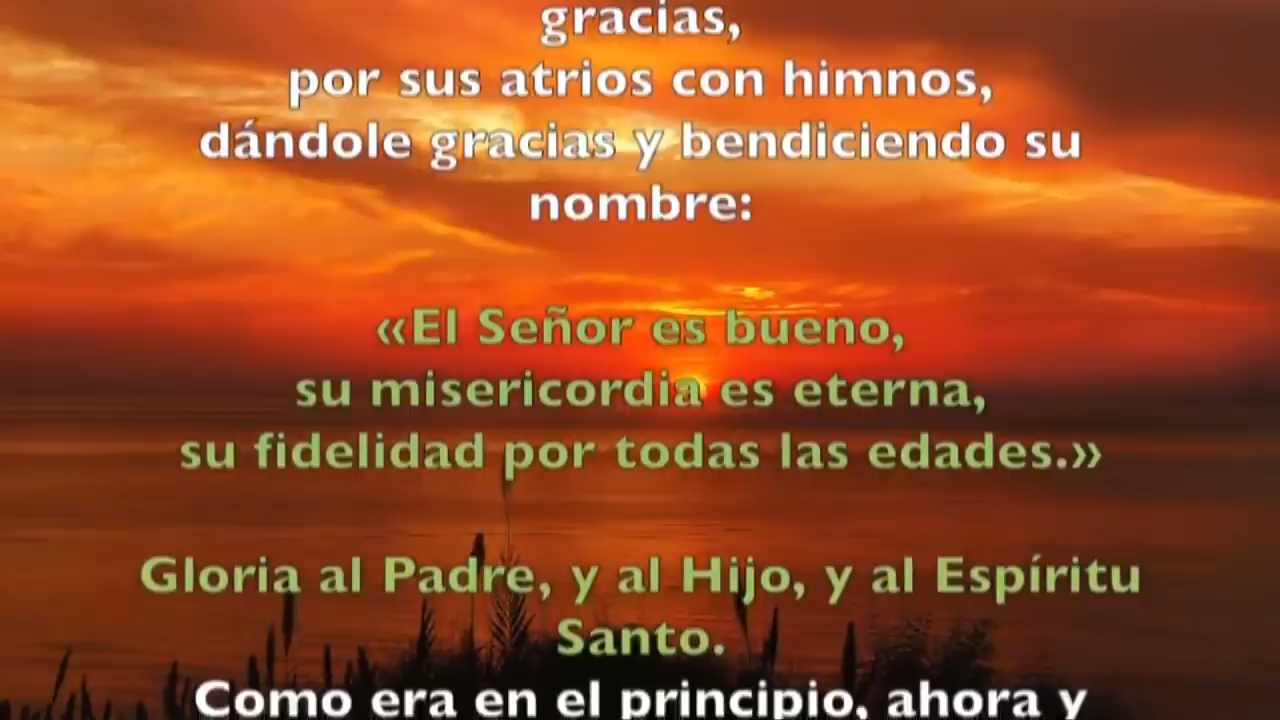 gracias,
por sus atrios con himnos,
dándole gracias y bendiciendo su
nombre:
«El Señor es bueno,
su misericordia es eterna,
su fidelidad por todas las edades.»
Gloria al Padre, y al Hijo, y al Espíritu
Santo.
Como era en el principio, ahora y